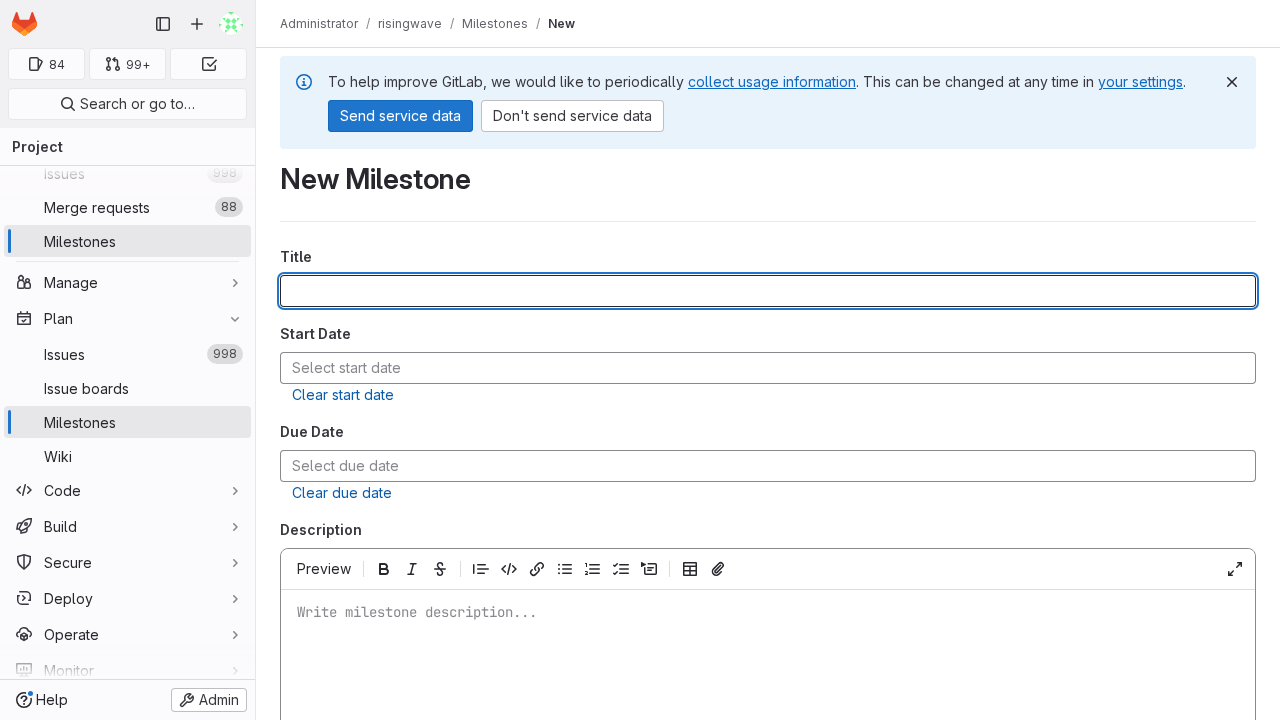 Administrator / risingwave / Milestones / New
84
99+
Search or go to…
Project
Issues 998
Merge requests 88
Milestones
Manage
Plan
Issues 998
Issue boards
Milestones
Wiki
Code
Build
Secure
Deploy
Operate
Monitor
Help
Admin
To help improve GitLab, we would like to periodically collect usage information. This can be changed at any time in your settings.
Send service data
Don't send service data
New Milestone
Title
Start Date
Select start date
Clear start date
Due Date
Select due date
Clear due date
Description
Preview
Write milestone description...